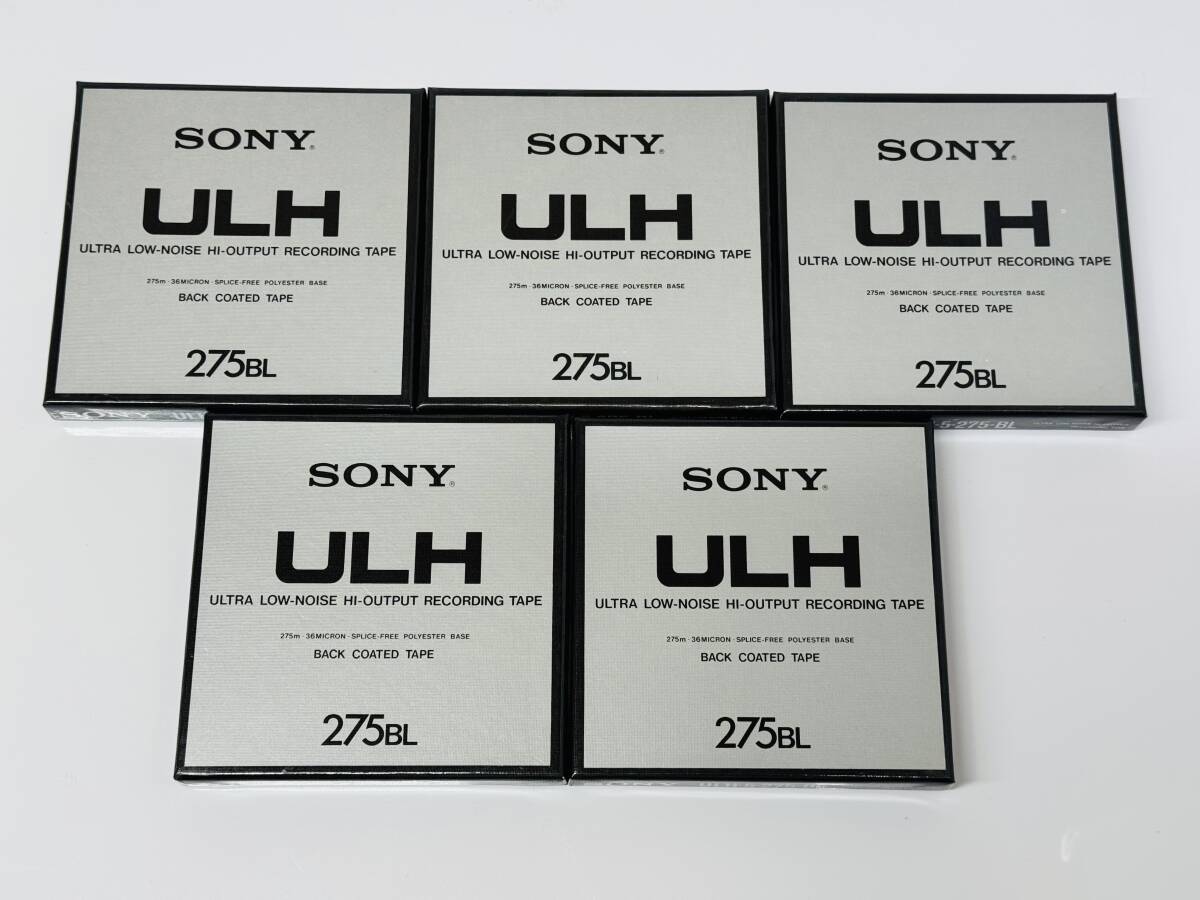 SONY®
ULH
ULTRA LOW-NOISE HI-OUTPUT RECORDING TAPE
275m · 36MICRON · SPLICE-FREE POLYESTER BASE
BACK COATED TAPE
275BL
SONY
SONY®
ULH
ULTRA LOW-NOISE HI-OUTPUT RECORDING TAPE
275m · 36MICRON · SPLICE-FREE POLYESTER BASE
BACK COATED TAPE
275BL
SONY®
ULH
ULTRA LOW-NOISE HI-OUTPUT RECORDING TAPE
275m · 36MICRON · SPLICE-FREE POLYESTER BASE
BACK COATED TAPE
275BL
-5-275-BL
SONY®
ULH
ULTRA LOW-NOISE HI-OUTPUT RECORDING TAPE
275m · 36MICRON · SPLICE-FREE POLYESTER BASE
BACK COATED TAPE
275BL
SONY®
ULH
ULTRA LOW-NOISE HI-OUTPUT RECORDING TAPE
275m · 36MICRON · SPLICE-FREE POLYESTER BASE
BACK COATED TAPE
275BL